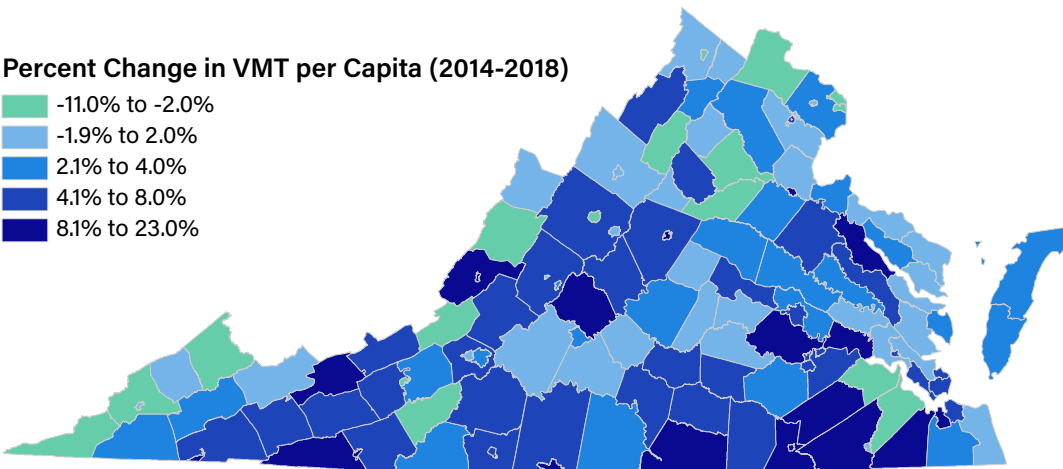 Percent Change in VMT per Capita (2014-2018)
-11.0% to -2.0%
-1.9% to 2.0%
2.1% to 4.0%
4.1% to 8.0%
8.1% to 23.0%